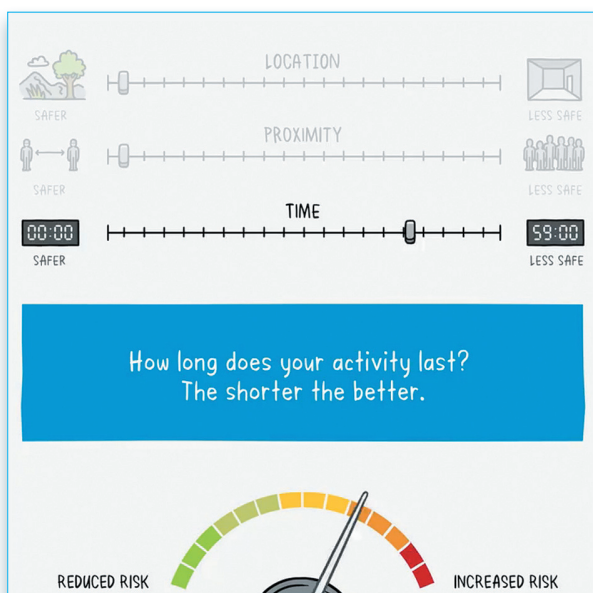 LOCATION
SAFER
LESS SAFE
PROXIMITY
SAFER
LESS SAFE
TIME
00:00
59:00
SAFER
LESS SAFE
How long does your activity last?
The shorter the better.
REDUCED RISK
INCREASED RISK